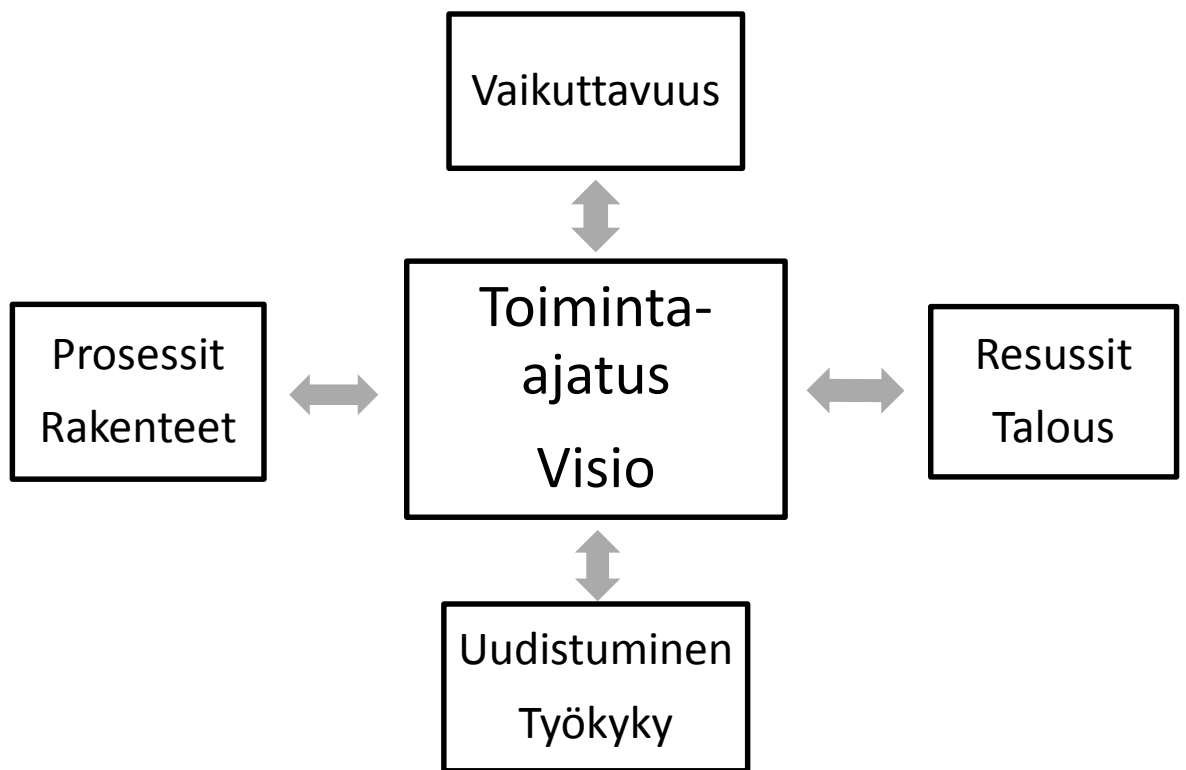 Vaikuttavuus
Prosessit
Rakenteet
Toiminta-
ajatus
Visio
Resussit
Talous
Uudistuminen
Työkyky